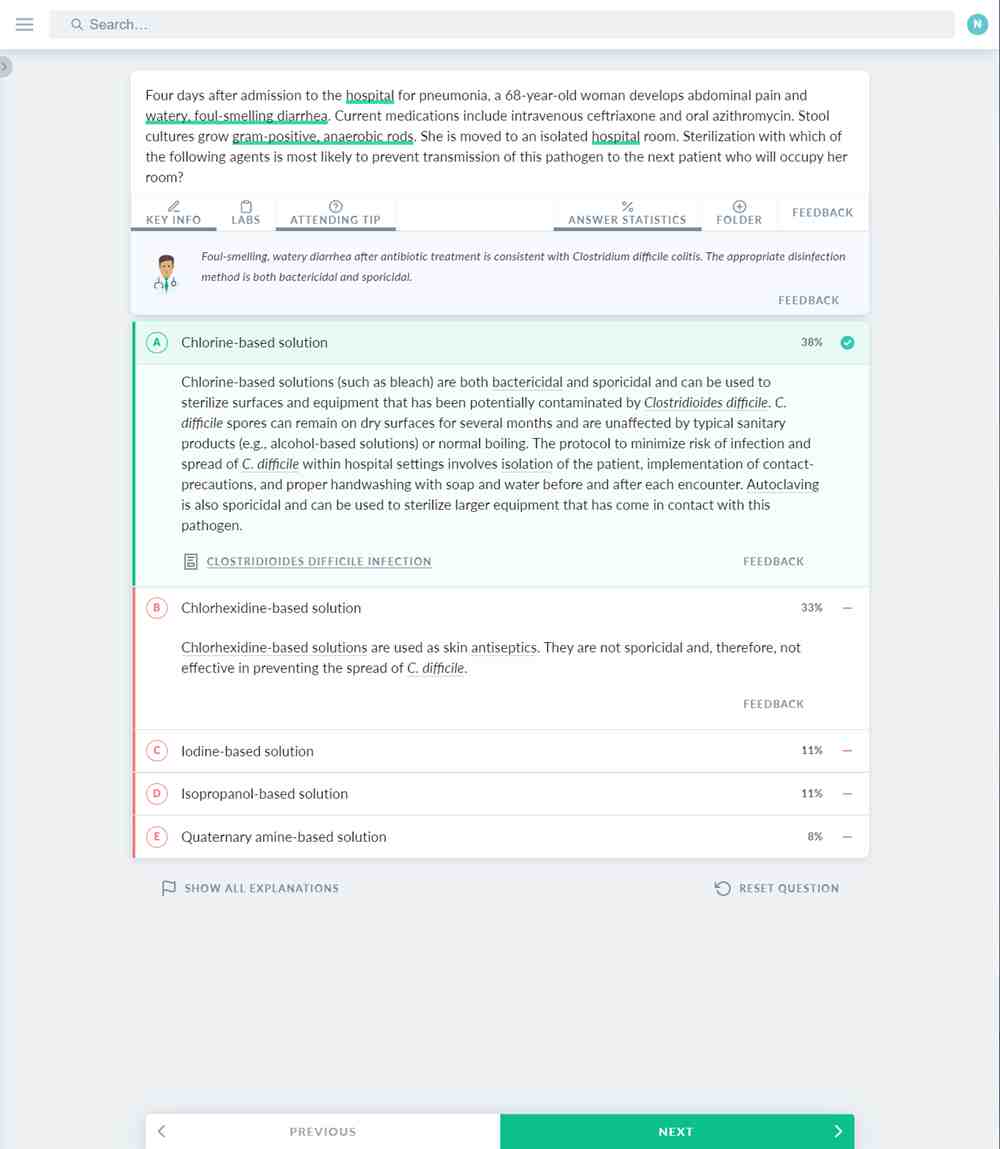 Search...
N
Four days after admission to the hospital for pneumonia, a 68-year-old woman develops abdominal pain and
watery, foul-smelling diarrhea. Current medications include intravenous ceftriaxone and oral azithromycin. Stool
cultures grow gram-positive, anaerobic rods. She is moved to an isolated hospital room. Sterilization with which of
the following agents is most likely to prevent transmission of this pathogen to the next patient who will occupy her
room?
KEY INFO LABS ATTENDING TIP ANSWER STATISTICS FOLDER FEEDBACK
Foul-smelling, watery diarrhea after antibiotic treatment is consistent with Clostridium difficile colitis. The appropriate disinfection
method is both bactericidal and sporicidal.
FEEDBACK
A Chlorine-based solution 38%
Chlorine-based solutions (such as bleach) are both bactericidal and sporicidal and can be used to
sterilize surfaces and equipment that has been potentially contaminated by Clostridioides difficile. C.
difficile spores can remain on dry surfaces for several months and are unaffected by typical sanitary
products (e.g., alcohol-based solutions) or normal boiling. The protocol to minimize risk of infection and
spread of C. difficile within hospital settings involves isolation of the patient, implementation of contact-
precautions, and proper handwashing with soap and water before and after each encounter. Autoclaving
is also sporicidal and can be used to sterilize larger equipment that has come in contact with this
pathogen.
CLOSTRIDIOIDES DIFFICILE INFECTION FEEDBACK
B Chlorhexidine-based solution 33%
Chlorhexidine-based solutions are used as skin antiseptics. They are not sporicidal and, therefore, not
effective in preventing the spread of C. difficile.
FEEDBACK
C Iodine-based solution 11%
D Isopropanol-based solution 11%
E Quaternary amine-based solution 8%
SHOW ALL EXPLANATIONS RESET QUESTION
PREVIOUS NEXT